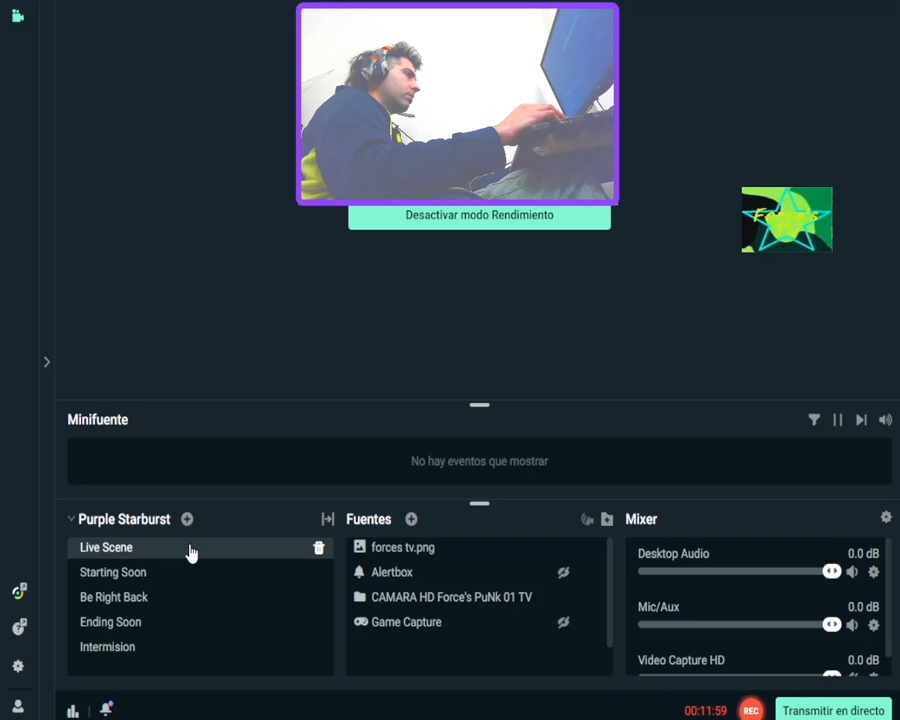 Desactivar modo Rendimiento
Force's
Minifuente
No hay eventos que mostrar
Purple Starburst
Live Scene
Starting Soon
Be Right Back
Ending Soon
Intermision
Fuentes
forces tv.png
Alertbox
CAMARA HD Force's PuNk 01 TV
Game Capture
Mixer
Desktop Audio 0.0 dB
Mic/Aux 0.0 dB
Video Capture HD 0.0 dB
00:11:59
REC
Transmitir en directo